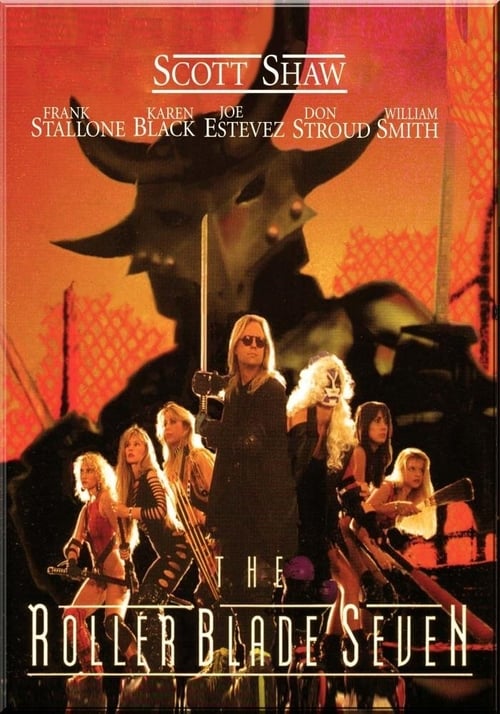 SCOTT SHAW
FRANK STALLONE KAREN BLACK JOE ESTEVEZ DON STROUD WILLIAM SMITH
THE
ROLLER BLADE SEVEN